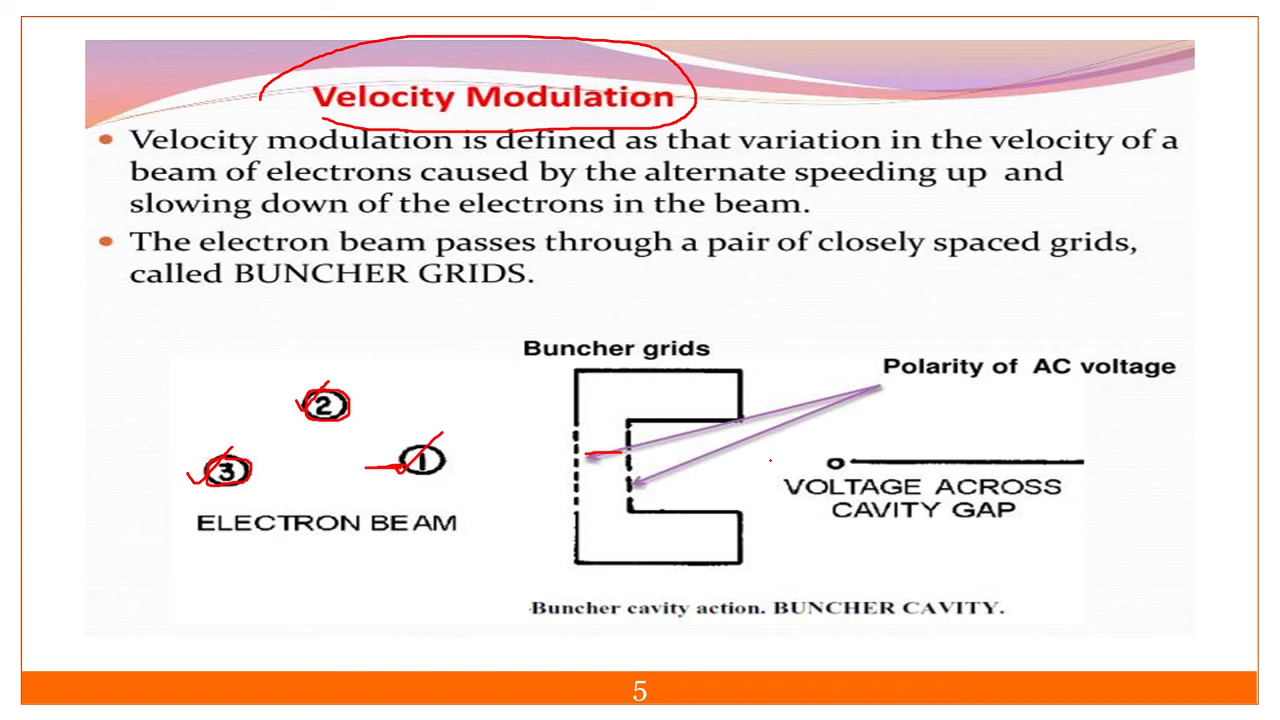 Velocity Modulation
• Velocity modulation is defined as that variation in the velocity of a
beam of electrons caused by the alternate speeding up and
slowing down of the electrons in the beam.
• The electron beam passes through a pair of closely spaced grids,
called BUNCHER GRIDS.
Buncher grids
Polarity of AC voltage
2
1
3
ELECTRON BEAM
VOLTAGE ACROSS
CAVITY GAP
Buncher cavity action. BUNCHER CAVITY.
5